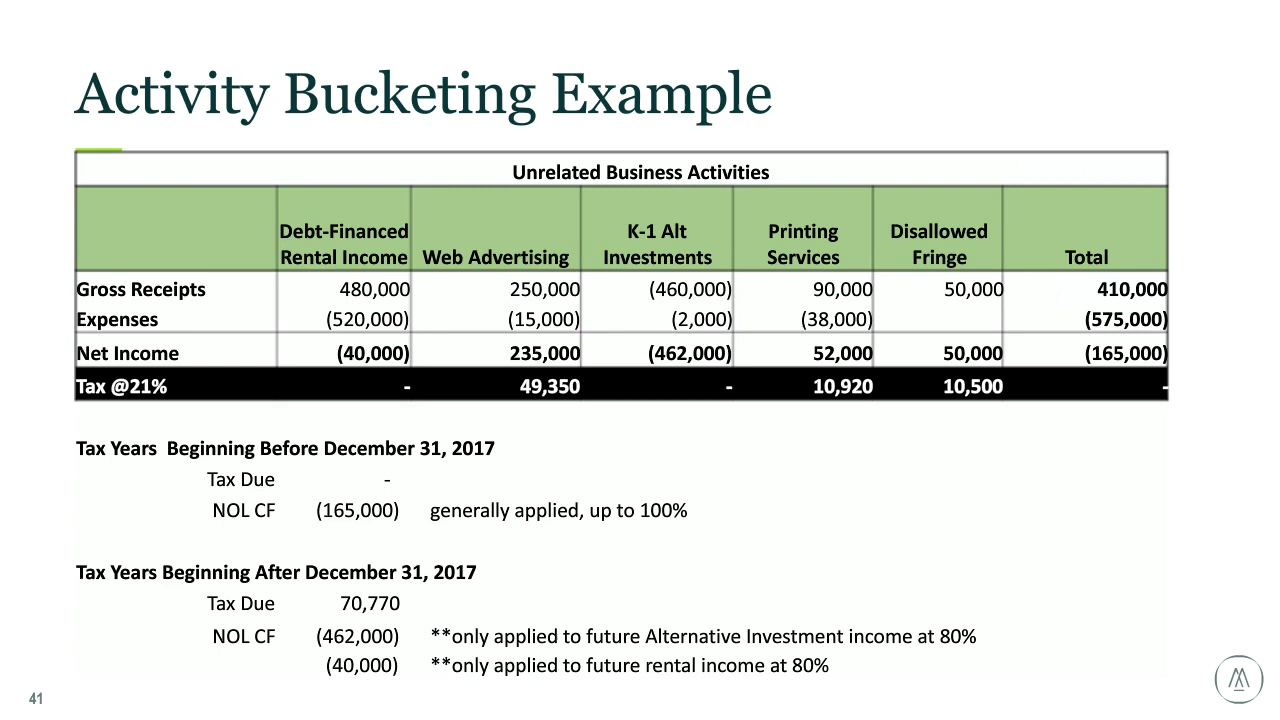 Activity Bucketing Example
Unrelated Business Activities
Debt-Financed Rental Income Web Advertising K-1 Alt Investments Printing Services Disallowed Fringe Total
Gross Receipts 480,000 250,000 (460,000) 90,000 50,000 410,000
Expenses (520,000) (15,000) (2,000) (38,000) (575,000)
Net Income (40,000) 235,000 (462,000) 52,000 50,000 (165,000)
Tax @21% - 49,350 - 10,920 10,500 -
Tax Years Beginning Before December 31, 2017
Tax Due -
NOL CF (165,000) generally applied, up to 100%
Tax Years Beginning After December 31, 2017
Tax Due 70,770
NOL CF (462,000) **only applied to future Alternative Investment income at 80%
(40,000) **only applied to future rental income at 80%
41